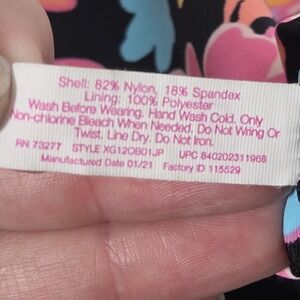 Shell: 82% Nylon, 18% Spandex
Lining: 100% Polyester
Wash Before Wearing. Hand Wash Cold. Only
Non-chlorine Bleach When Needed. Do Not Wring Or
Twist. Line Dry. Do Not Iron.
RN 73277 STYLE XG12OB01JP UPC 840202311968
Manufactured Date 01/21 Factory ID 115529